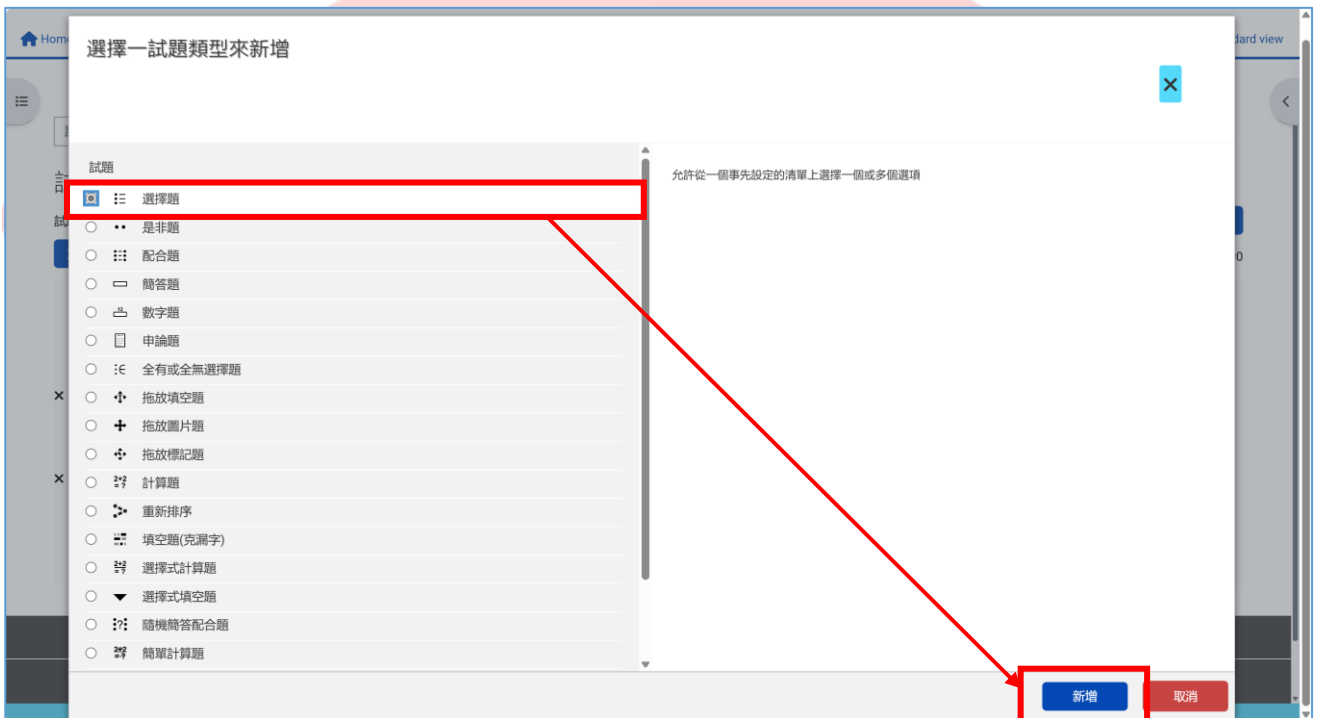 Home
dard view
選擇一試題類型來新增
試題
允許從一個事先設定的清單上選擇一個或多個選項
選擇題
是非題
配合題
簡答題
數字題
申論題
全有或全無選擇題
拖放填空題
拖放圖片題
拖放標記題
計算題
重新排序
填空題(克漏字)
選擇式計算題
選擇式填空題
隨機簡答配合題
簡單計算題
新增
取消